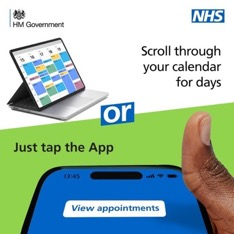 HM Government
NHS
Scroll through
your calendar
for days
or
Just tap the App
View appointments